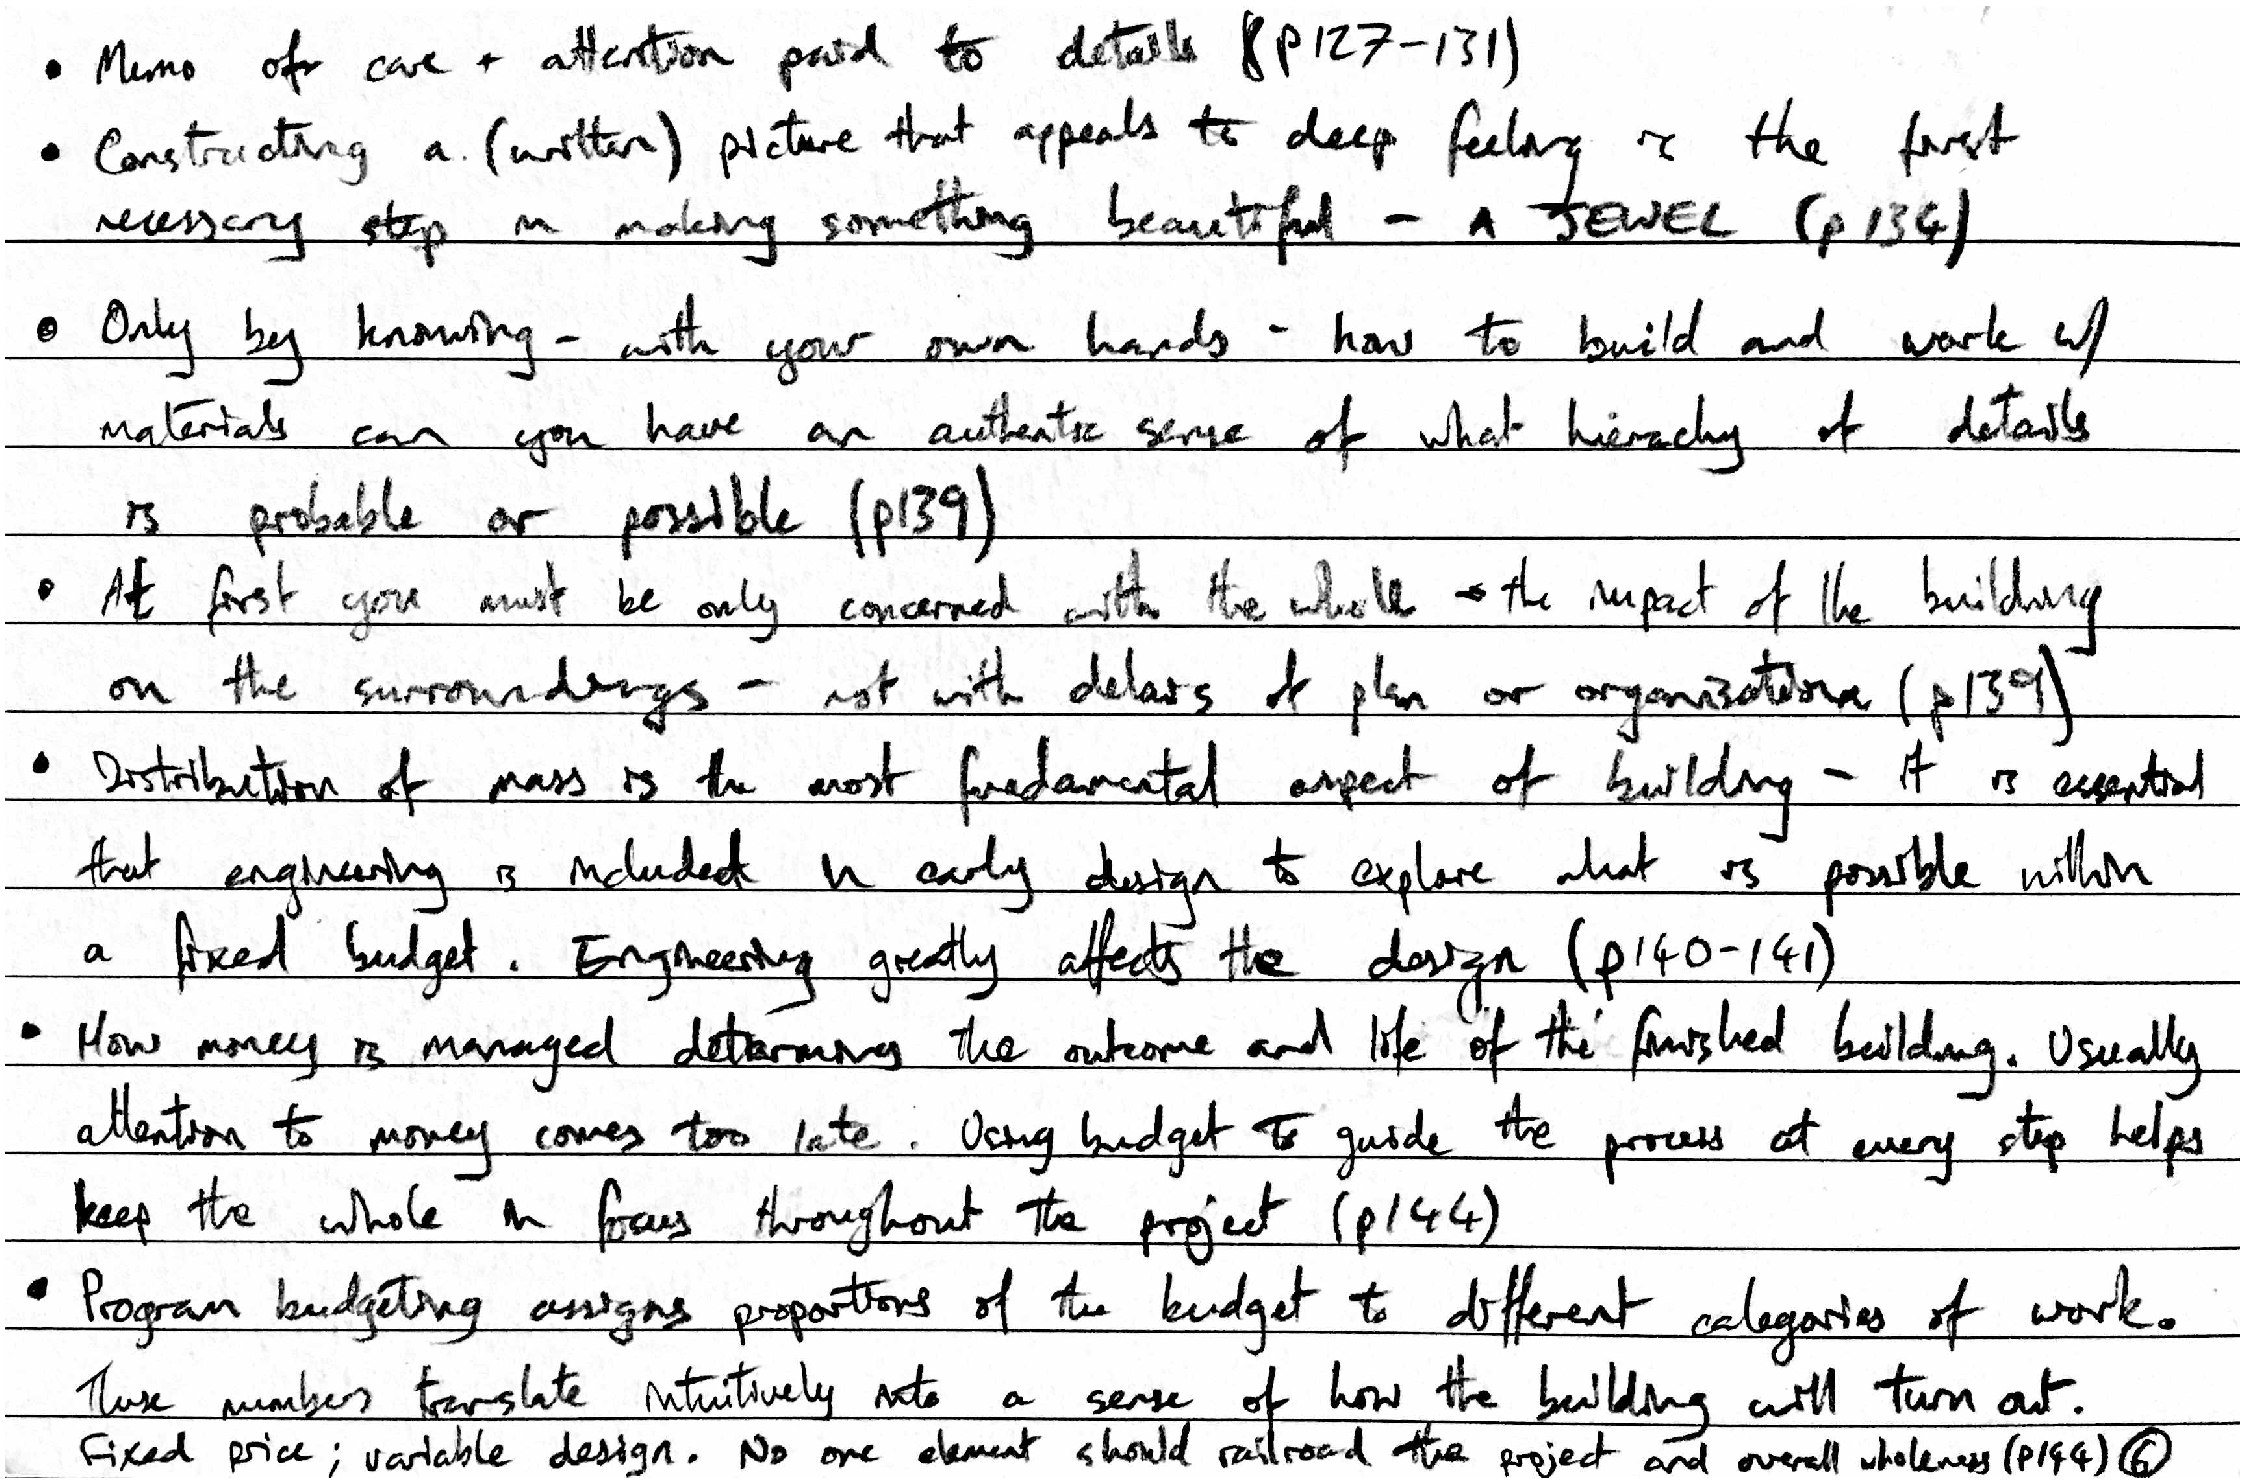 • Memo of care + attention paid to details (p127-131)
• Constructing a (written) picture that appeals to deep feeling is the first
necessary step in making something beautiful - A JEWEL (p134)
• Only by knowing - with your own hands - how to build and work w/
materials can you have an authentic sense of what hierachy of details
is probable or possible (p139)
• At first you must be only concerned with the whole → the impact of the building
on the surroundings - not with detais of plan or organisation (p139)
• Distribution of mass is the most fundamental aspect of building - it is essential
that engineering is included in early design to explore what is possible within
a fixed budget. Engineering greatly affects the design (p140-141)
• How money is managed determines the outcome and life of the finished building. Usually
attention to money comes too late. Using budget to guide the process at every step helps
keep the whole in focus throughout the project (p144)
• Program budgeting assigns proportions of the budget to different categories of work.
These numbers translate intuitively into a sense of how the building will turn out.
Fixed price; variable design. No one element should railroad the project and overall wholeness (p144) ⑥